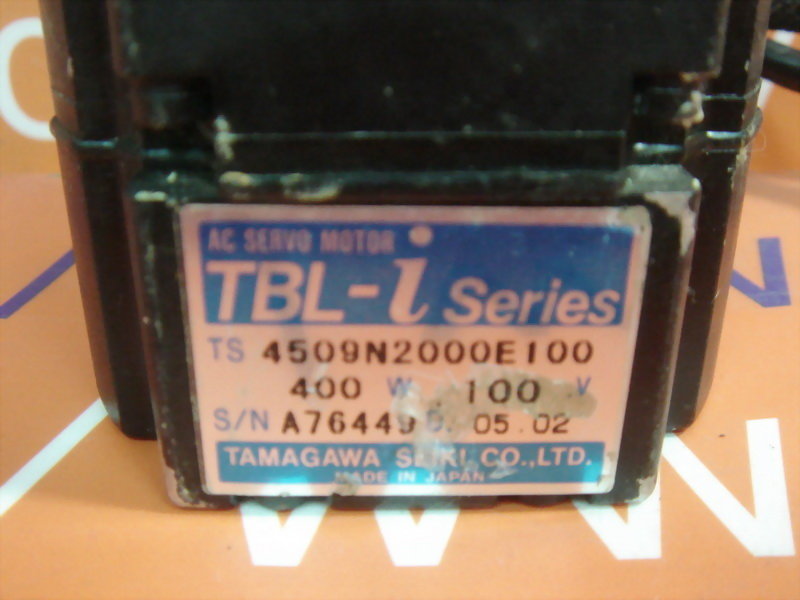 AC SERVO MOTOR
TBL-i Series
TS 4509N2000E100
400 W 100 V
S/N A76449 05.02
TAMAGAWA SEIKI CO.,LTD.
MADE IN JAPAN